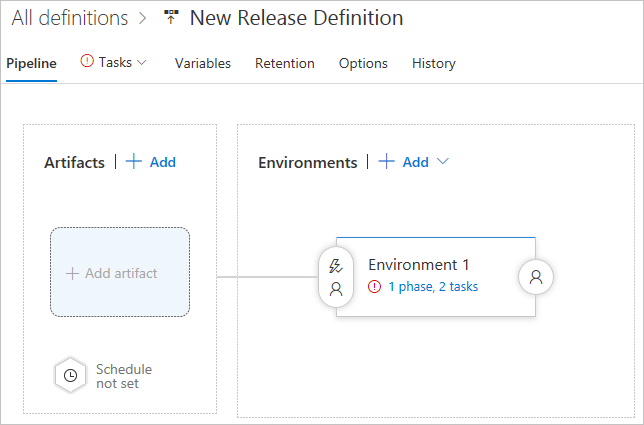 All definitions > New Release Definition
Pipeline Tasks Variables Retention Options History
Artifacts | + Add
Environments | + Add
+ Add artifact
Schedule
not set
Environment 1
1 phase, 2 tasks